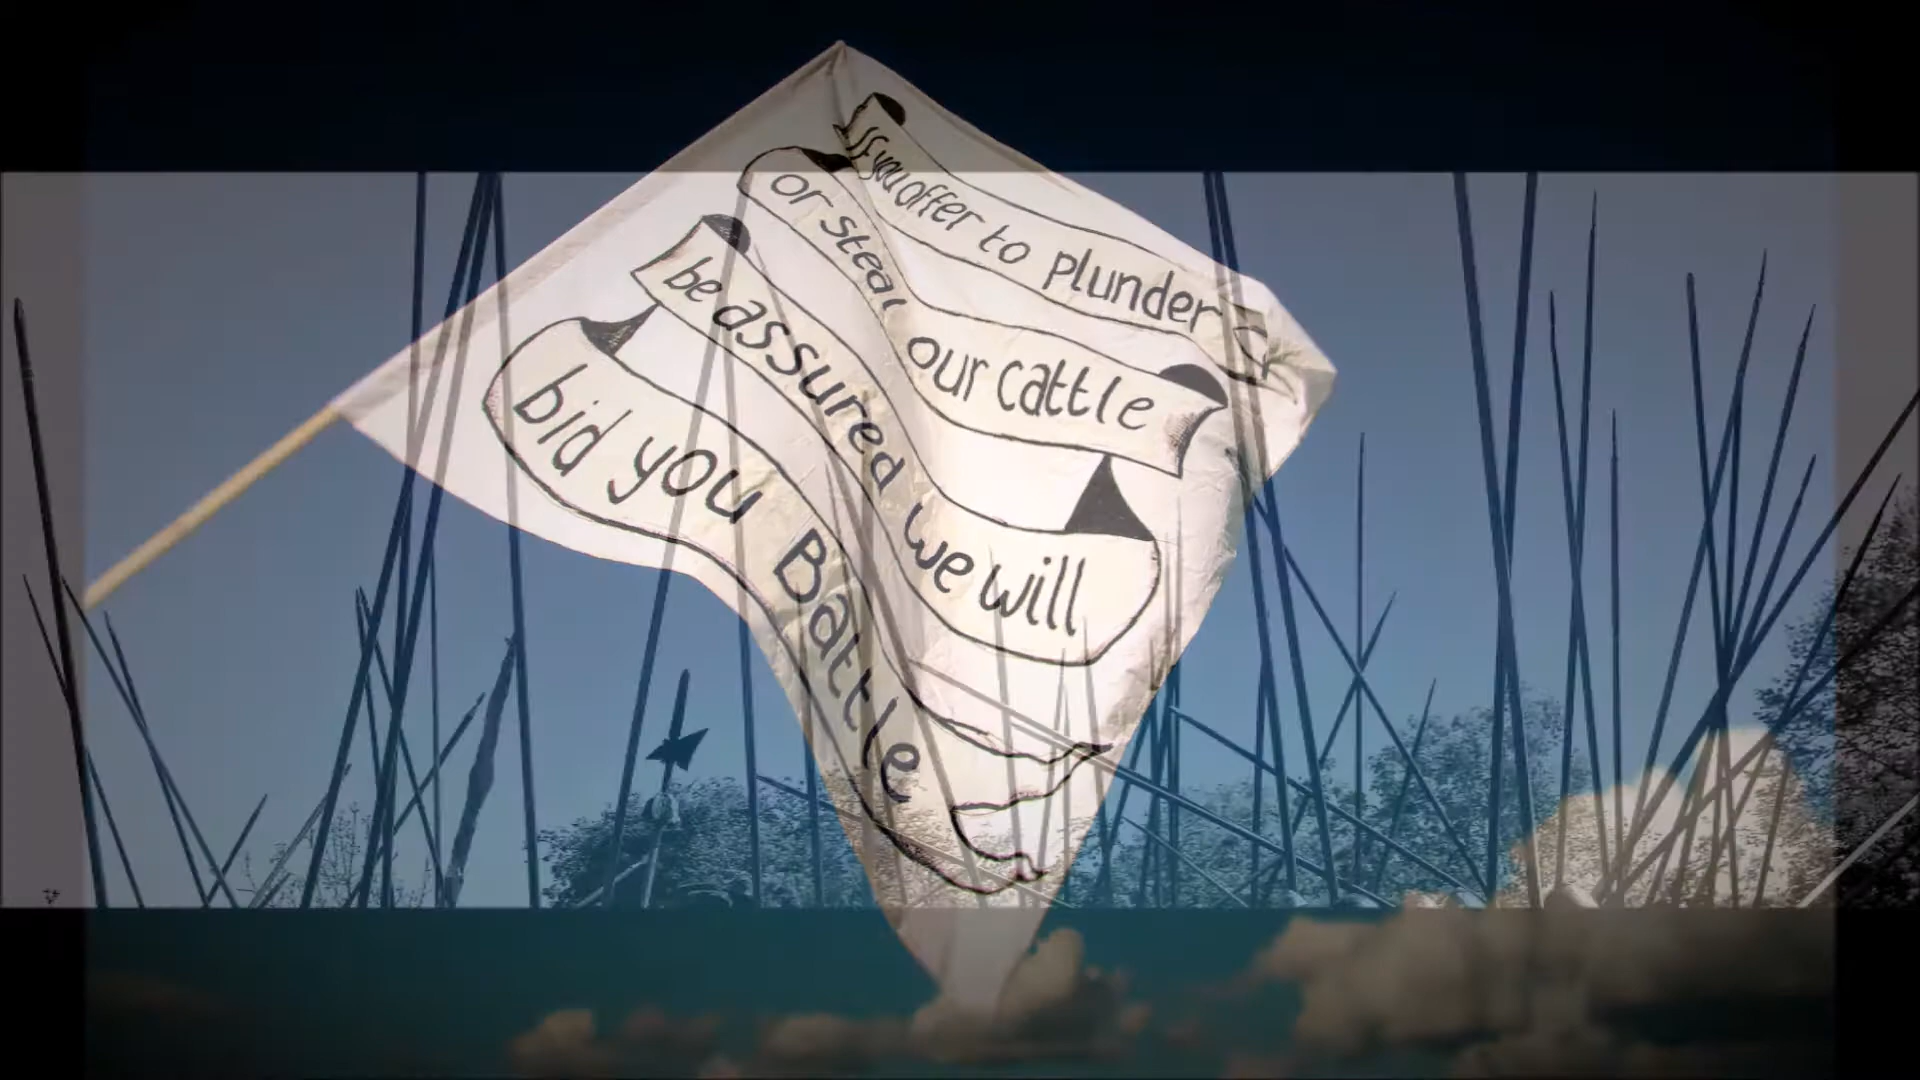 If you offer to plunder
or steal our cattle
be assured we will
bid you Battle